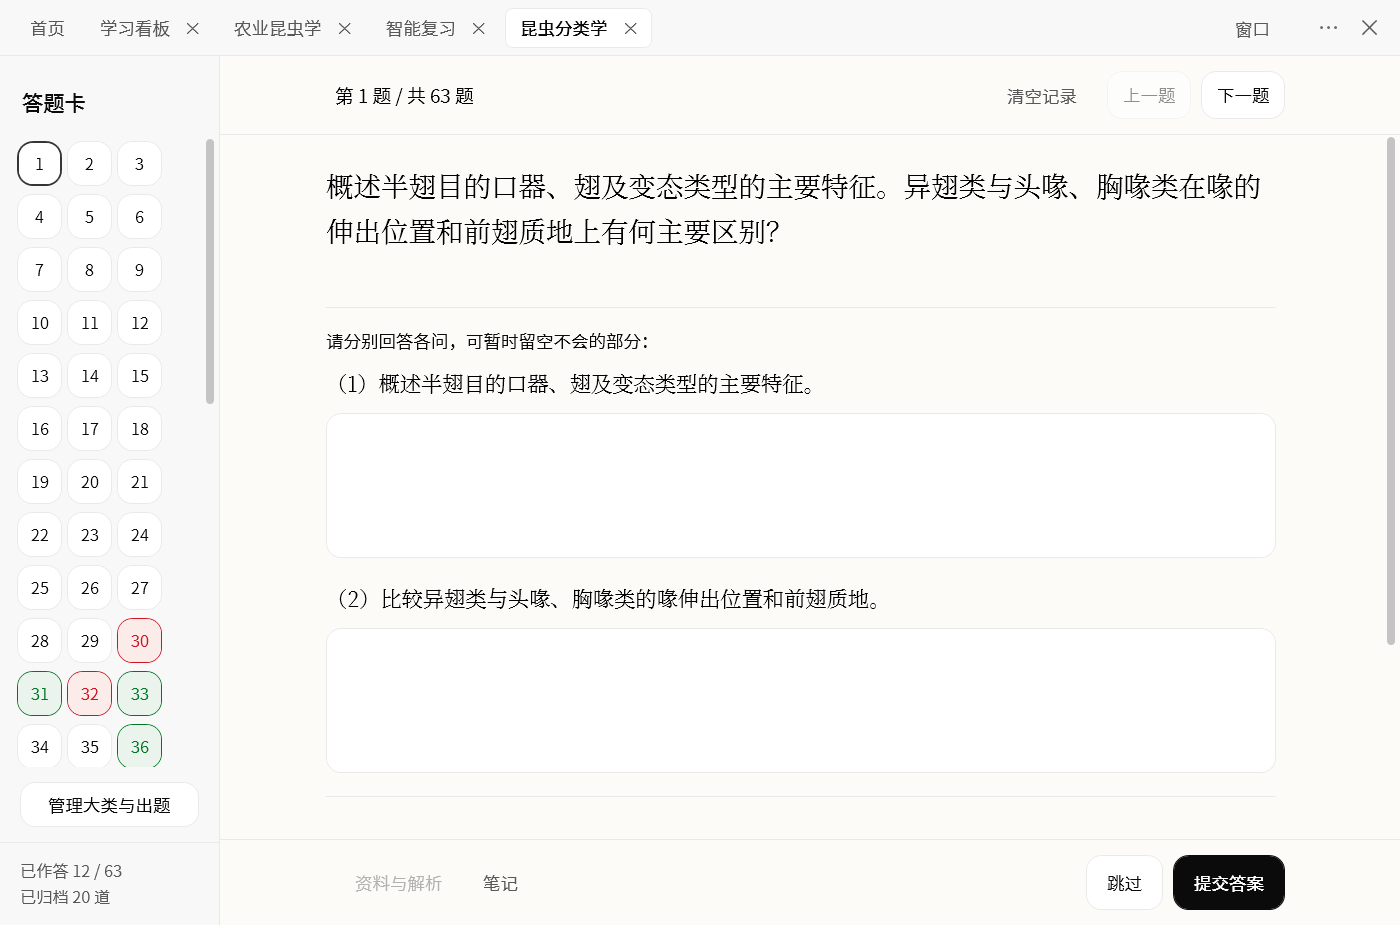 首页 学习看板 农业昆虫学 智能复习 昆虫分类学 窗口
答题卡
第 1 题 / 共 63 题 清空记录 上一题 下一题
1 2 3
4 5 6
7 8 9
10 11 12
13 14 15
16 17 18
19 20 21
22 23 24
25 26 27
28 29 30
31 32 33
34 35 36
管理大类与出题
已作答 12 / 63
已归档 20 道
概述半翅目的口器、翅及变态类型的主要特征。异翅类与头喙、胸喙类在喙的
伸出位置和前翅质地上有何主要区别？
请分别回答各问，可暂时留空不会的部分：
（1）概述半翅目的口器、翅及变态类型的主要特征。
（2）比较异翅类与头喙、胸喙类的喙伸出位置和前翅质地。
资料与解析 笔记 跳过 提交答案